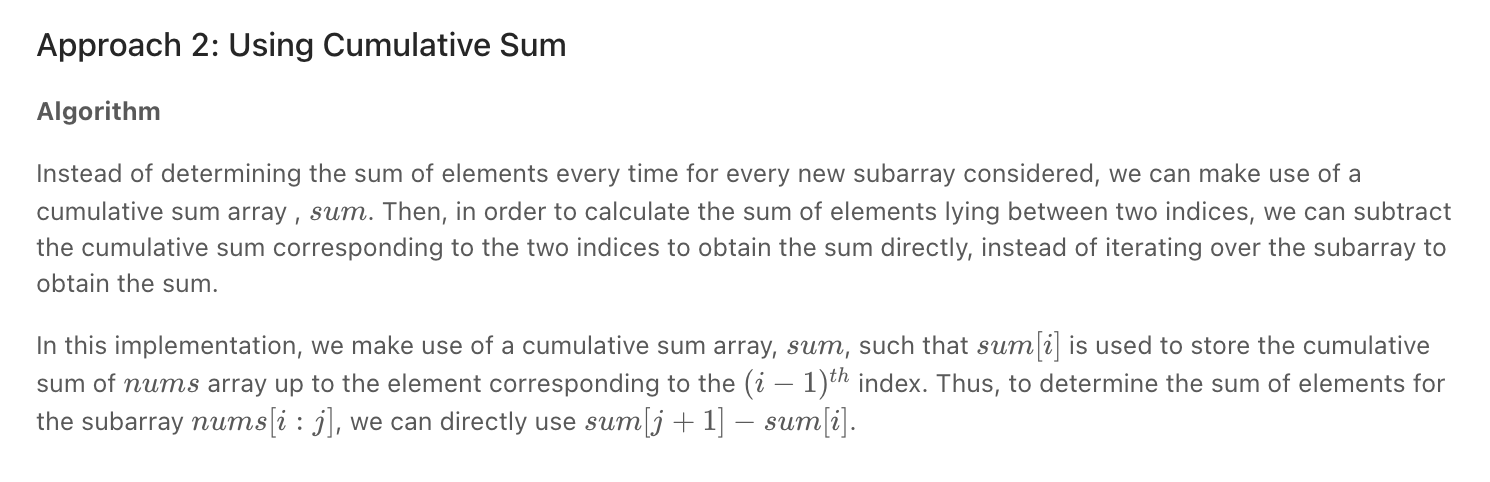 Approach 2: Using Cumulative Sum
Algorithm
Instead of determining the sum of elements every time for every new subarray considered, we can make use of a
cumulative sum array , sum. Then, in order to calculate the sum of elements lying between two indices, we can subtract
the cumulative sum corresponding to the two indices to obtain the sum directly, instead of iterating over the subarray to
obtain the sum.
In this implementation, we make use of a cumulative sum array, sum, such that sum[i] is used to store the cumulative
sum of nums array up to the element corresponding to the (i − 1)^{th} index. Thus, to determine the sum of elements for
the subarray nums[i : j], we can directly use sum[j + 1] − sum[i].